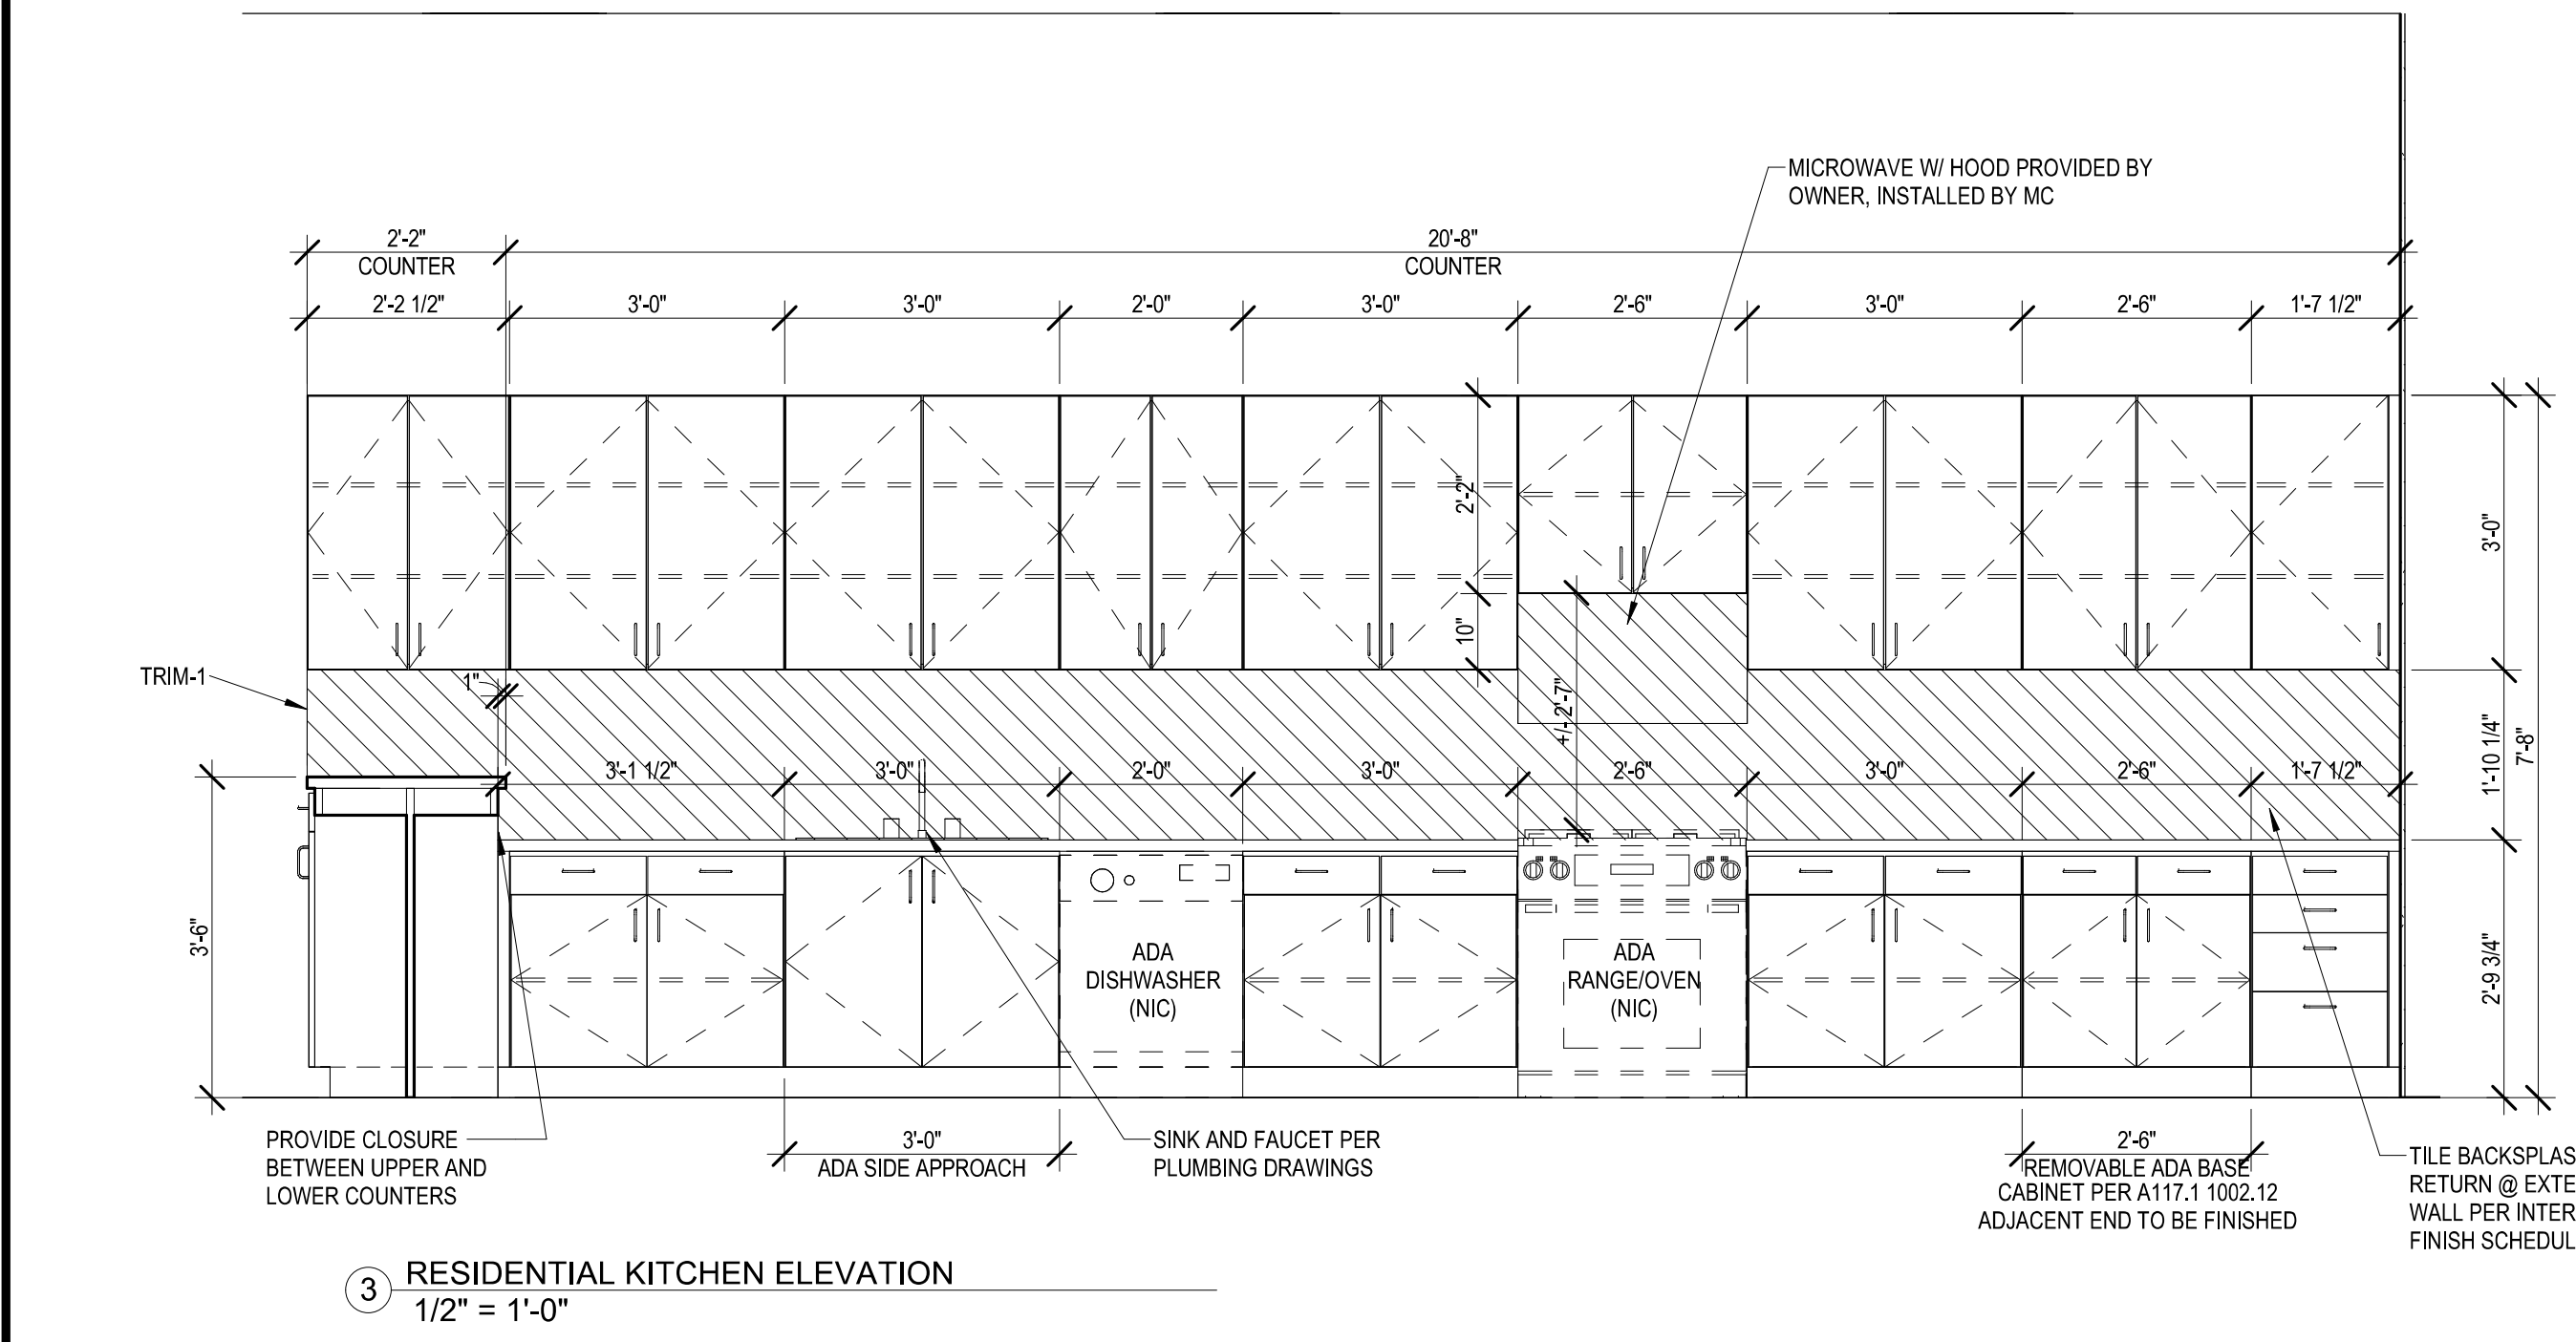 MICROWAVE W/ HOOD PROVIDED BY
OWNER, INSTALLED BY MC
2'-2"
COUNTER
20'-8"
COUNTER
2'-2 1/2"
3'-0"
3'-0"
2'-0"
3'-0"
2'-6"
3'-0"
2'-6"
1'-7 1/2"
2'-2"
10"
3'-0"
7'-8"
1'-10 1/4"
2'-9 3/4"
TRIM-1
1"
+/- 2'-7"
3'-1 1/2"
3'-0"
2'-0"
3'-0"
2'-6"
3'-0"
2'-6"
1'-7 1/2"
3'-6"
ADA
DISHWASHER
(NIC)
ADA
RANGE/OVEN
(NIC)
PROVIDE CLOSURE
BETWEEN UPPER AND
LOWER COUNTERS
3'-0"
ADA SIDE APPROACH
SINK AND FAUCET PER
PLUMBING DRAWINGS
2'-6"
REMOVABLE ADA BASE
CABINET PER A117.1 1002.12
ADJACENT END TO BE FINISHED
TILE BACKSPLAS
RETURN @ EXTE
WALL PER INTER
FINISH SCHEDUL
3
RESIDENTIAL KITCHEN ELEVATION
1/2" = 1'-0"